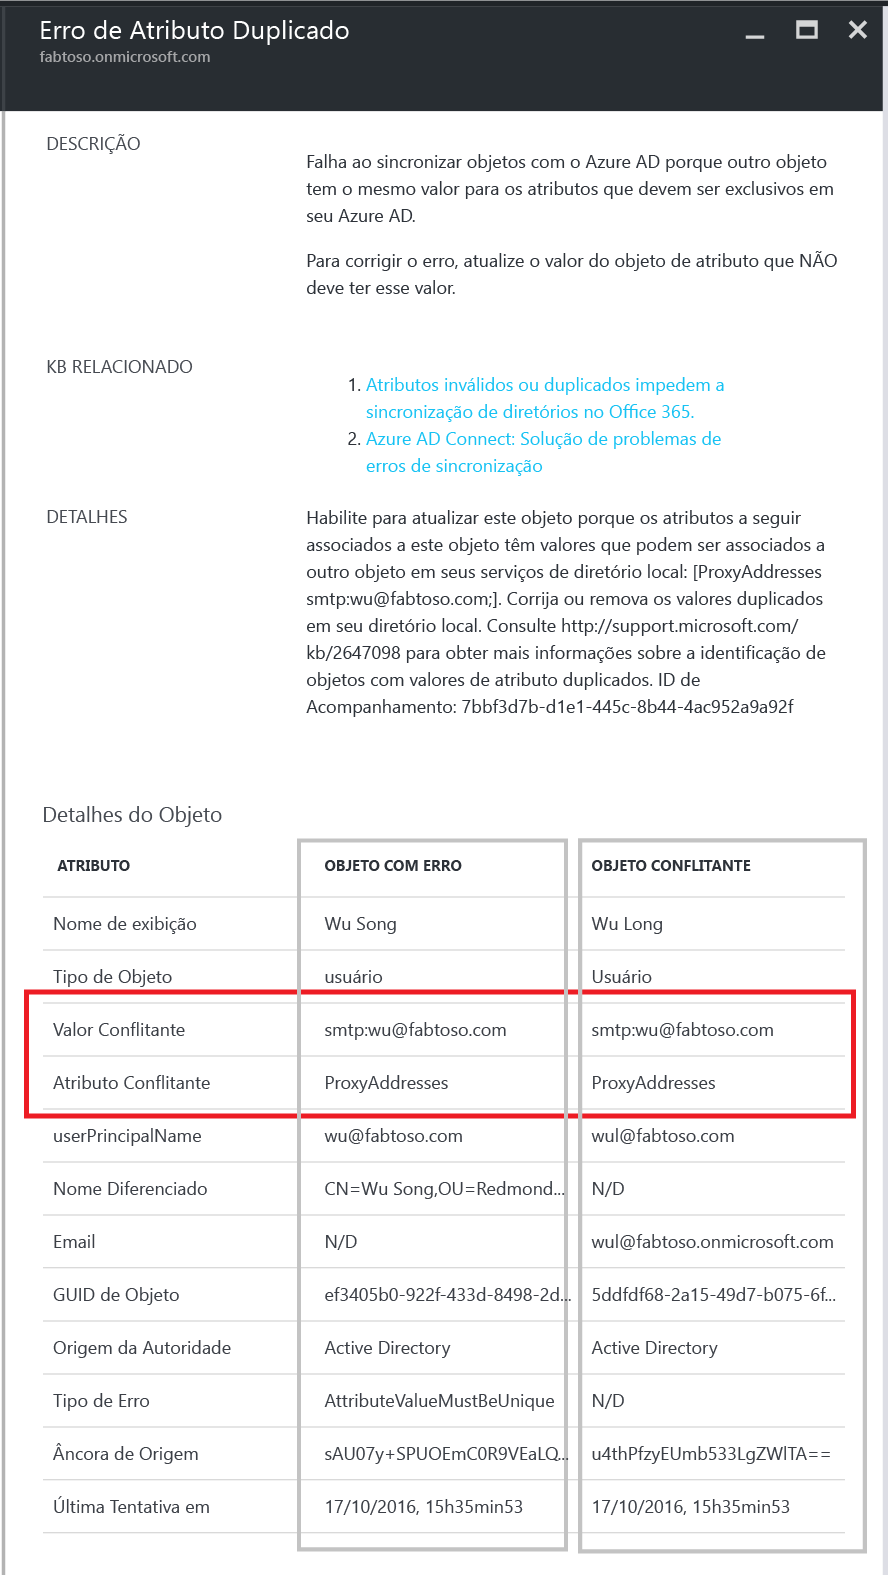 Erro de Atributo Duplicado
fabtoso.onmicrosoft.com
DESCRIÇÃO
Falha ao sincronizar objetos com o Azure AD porque outro objeto
tem o mesmo valor para os atributos que devem ser exclusivos em
seu Azure AD.
Para corrigir o erro, atualize o valor do objeto de atributo que NÃO
deve ter esse valor.
KB RELACIONADO
1. Atributos inválidos ou duplicados impedem a
sincronização de diretórios no Office 365.
2. Azure AD Connect: Solução de problemas de
erros de sincronização
DETALHES
Habilite para atualizar este objeto porque os atributos a seguir
associados a este objeto têm valores que podem ser associados a
outro objeto em seus serviços de diretório local: [ProxyAddresses
smtp:wu@fabtoso.com;]. Corrija ou remova os valores duplicados
em seu diretório local. Consulte http://support.microsoft.com/
kb/2647098 para obter mais informações sobre a identificação de
objetos com valores de atributo duplicados. ID de
Acompanhamento: 7bbf3d7b-d1e1-445c-8b44-4ac952a9a92f
Detalhes do Objeto
ATRIBUTO OBJETO COM ERRO OBJETO CONFLITANTE
Nome de exibição Wu Song Wu Long
Tipo de Objeto usuário Usuário
Valor Conflitante smtp:wu@fabtoso.com smtp:wu@fabtoso.com
Atributo Conflitante ProxyAddresses ProxyAddresses
userPrincipalName wu@fabtoso.com wul@fabtoso.com
Nome Diferenciado CN=Wu Song,OU=Redmond... N/D
Email N/D wul@fabtoso.onmicrosoft.com
GUID de Objeto ef3405b0-922f-433d-8498-2d... 5ddfdf68-2a15-49d7-b075-6f...
Origem da Autoridade Active Directory Active Directory
Tipo de Erro AttributeValueMustBeUnique N/D
Âncora de Origem sAU07y+SPUOEmC0R9VEaLQ... u4thPfzyEUmb533LgZWlTA==
Última Tentativa em 17/10/2016, 15h35min53 17/10/2016, 15h35min53